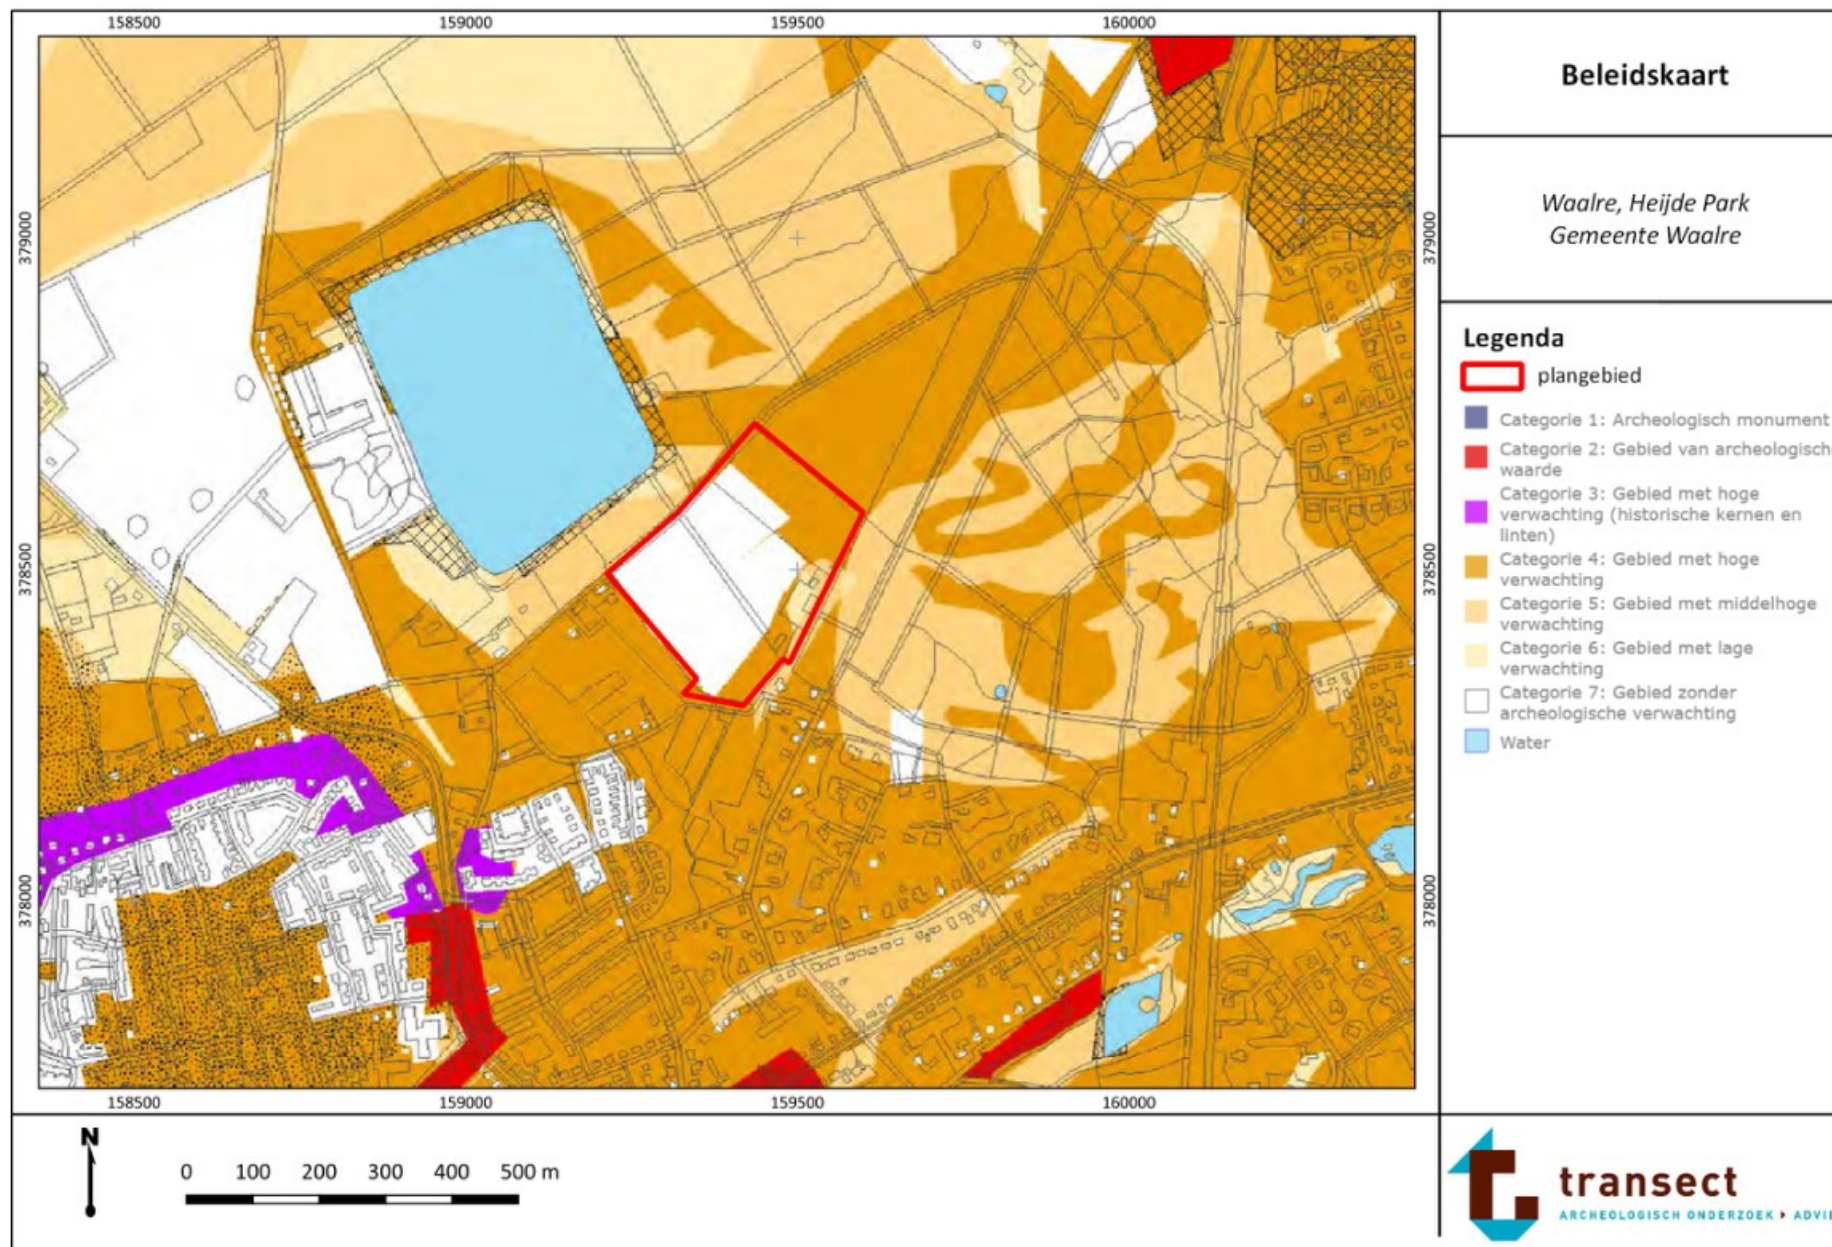 158500 159000 159500 160000
379000
378500
378000
379000
378500
378000
158500 159000 159500 160000
Beleidskaart
Waalre, Heijde Park
Gemeente Waalre
Legenda
plangebied
Categorie 1: Archeologisch monument
Categorie 2: Gebied van archeologische
waarde
Categorie 3: Gebied met hoge
verwachting (historische kernen en
linten)
Categorie 4: Gebied met hoge
verwachting
Categorie 5: Gebied met middelhoge
verwachting
Categorie 6: Gebied met lage
verwachting
Categorie 7: Gebied zonder
archeologische verwachting
Water
N
0 100 200 300 400 500 m
transect
ARCHEOLOGISCH ONDERZOEK ADVIE